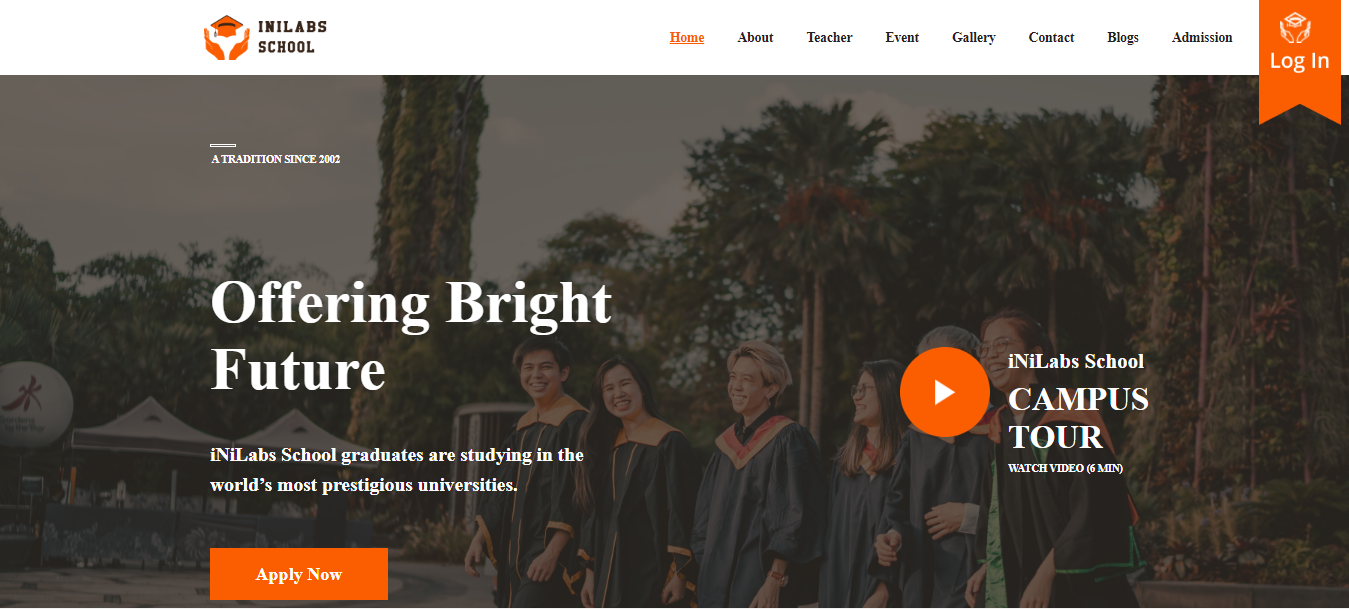 INILABS
SCHOOL
Home About Teacher Event Gallery Contact Blogs Admission
Log In
A TRADITION SINCE 2002
Offering Bright
Future
iNiLabs School graduates are studying in the
world’s most prestigious universities.
Apply Now
iNiLabs School
CAMPUS
TOUR
WATCH VIDEO (6 MIN)